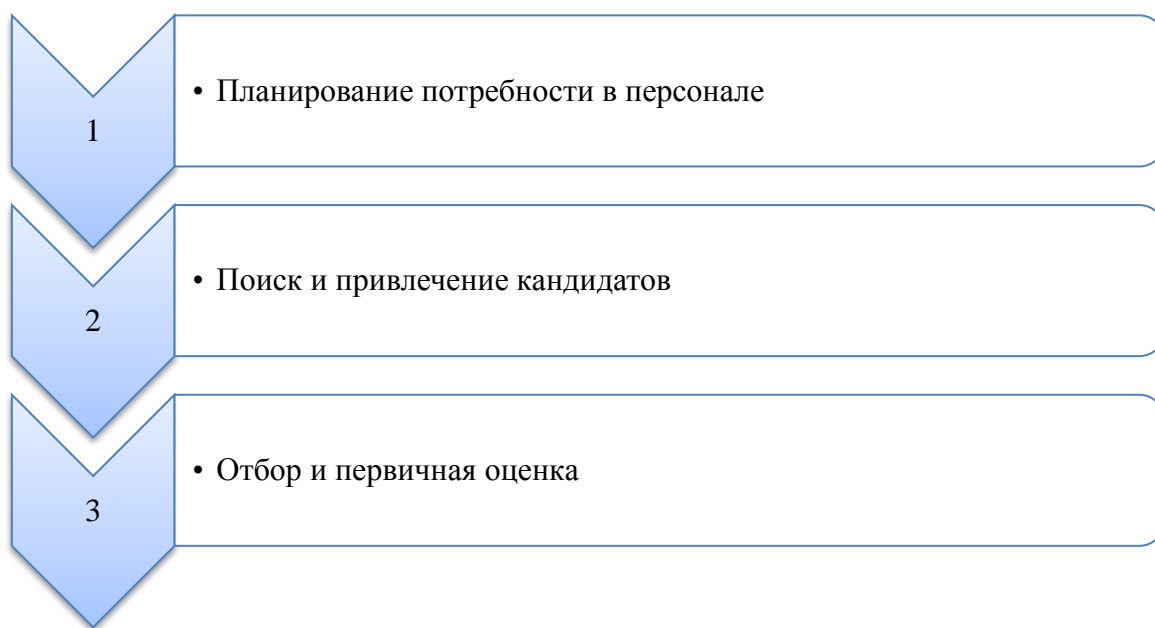 1
• Планирование потребности в персонале
2
• Поиск и привлечение кандидатов
3
• Отбор и первичная оценка